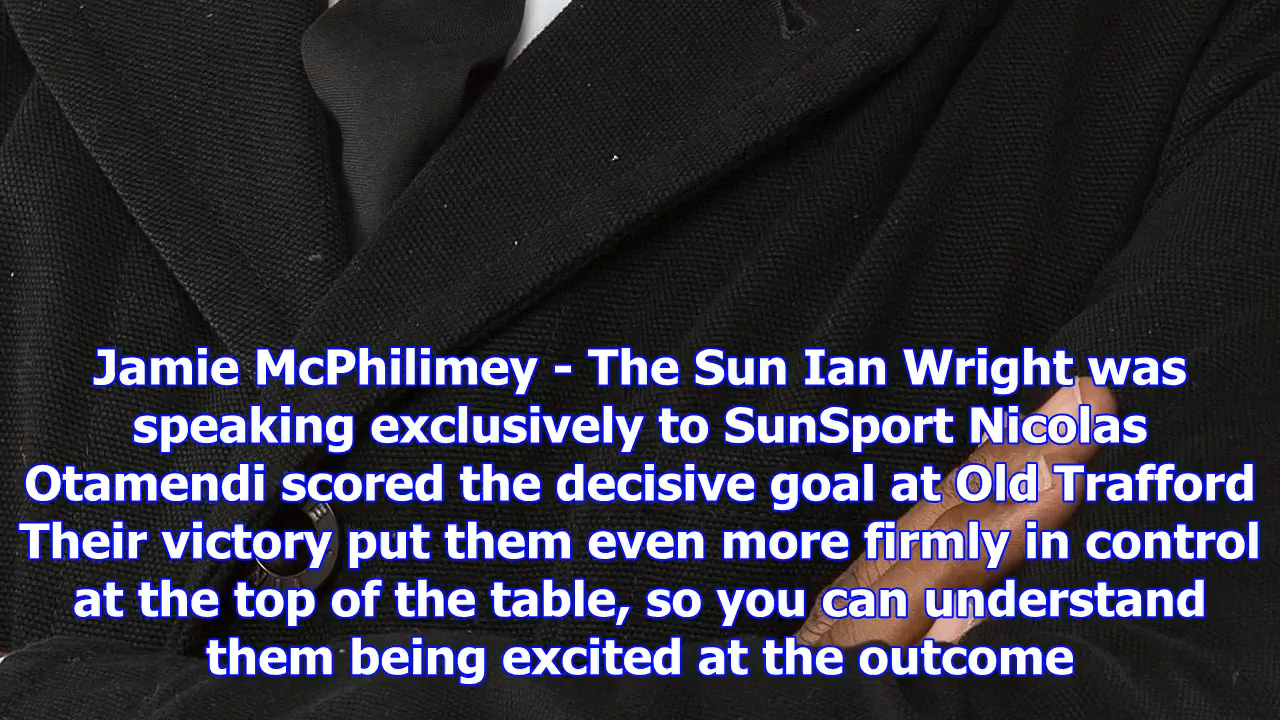 Jamie McPhilimey - The Sun Ian Wright was
speaking exclusively to SunSport Nicolas
Otamendi scored the decisive goal at Old Trafford
Their victory put them even more firmly in control
at the top of the table, so you can understand
them being excited at the outcome